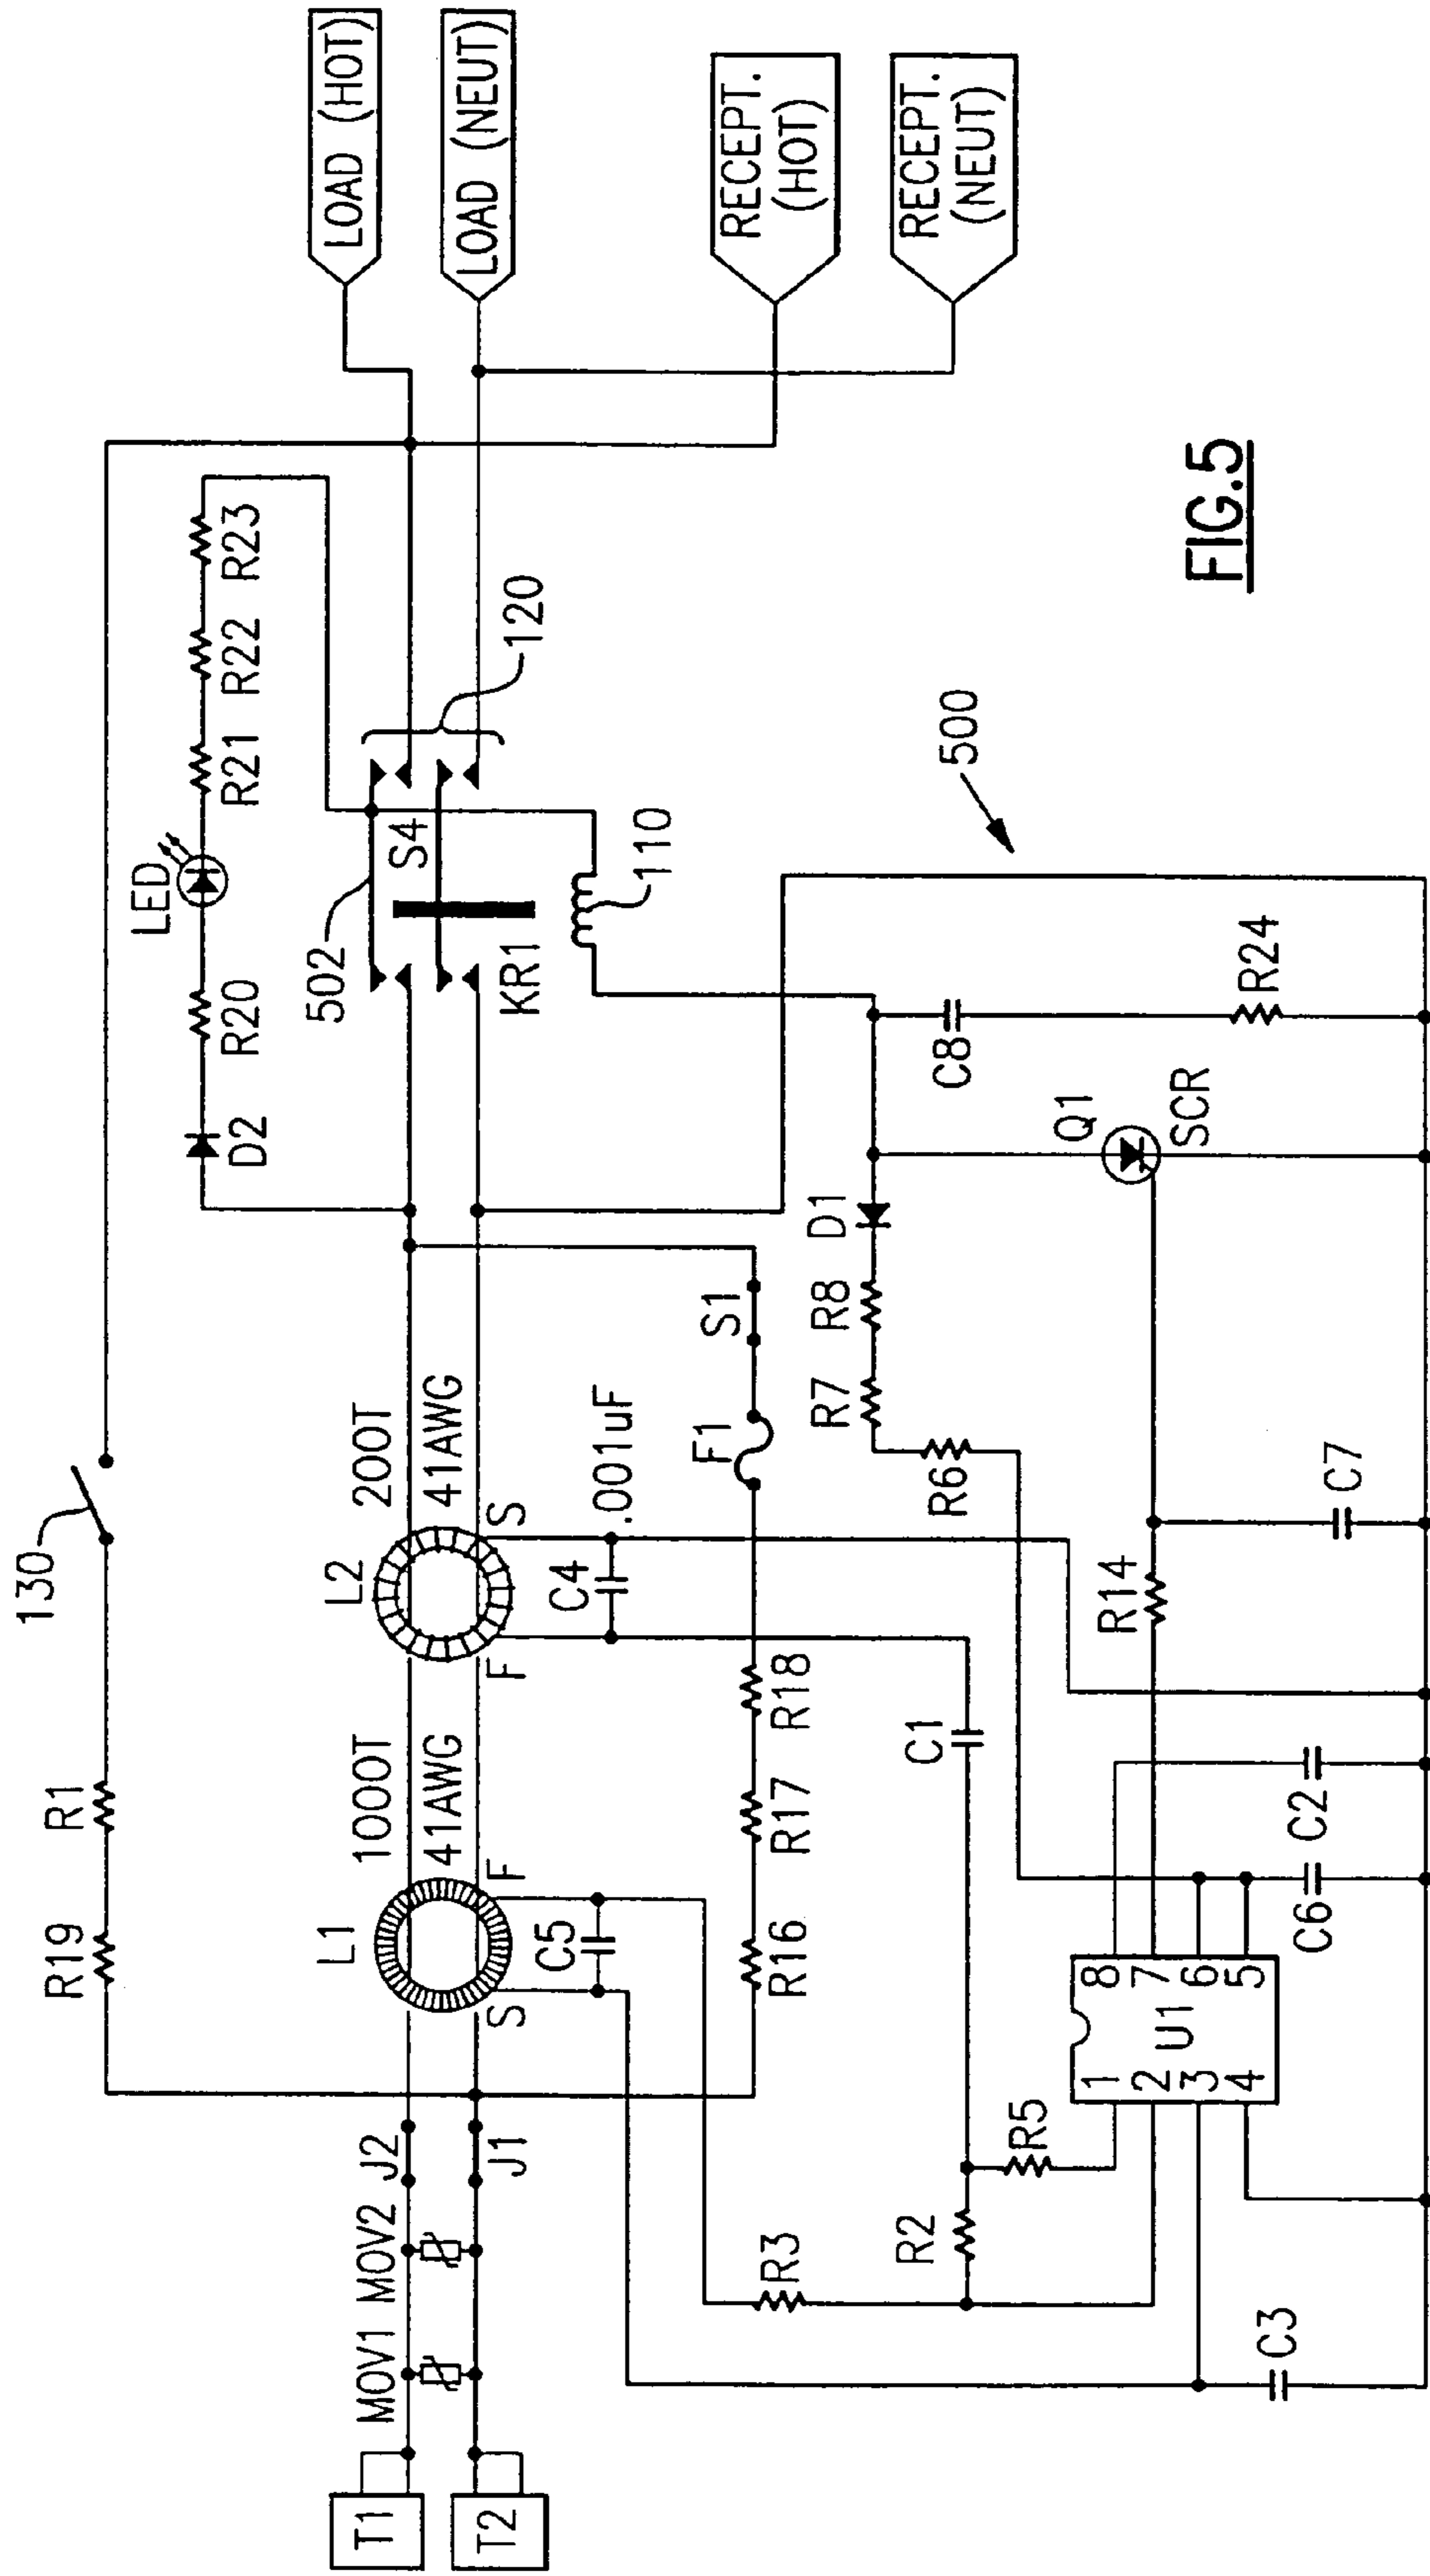 130
R19
R1
LED
D2
R20
R21
R22
R23
LOAD (HOT)
LOAD (NEUT)
RECEPT.
(HOT)
RECEPT.
(NEUT)
T1
T2
MOV1
MOV2
J2
J1
L1
1000T
41AWG
S
F
L2
200T
41AWG
F
S
C5
C4
.001uF
502
S4
KR1
120
110
500
S1
F1
R16
R17
R18
R3
R2
R5
C1
R6
R7
R8
D1
C8
R24
Q1
SCR
R14
C7
U1
1
2
3
4
8
7
6
5
C3
C6
C2
FIG.5